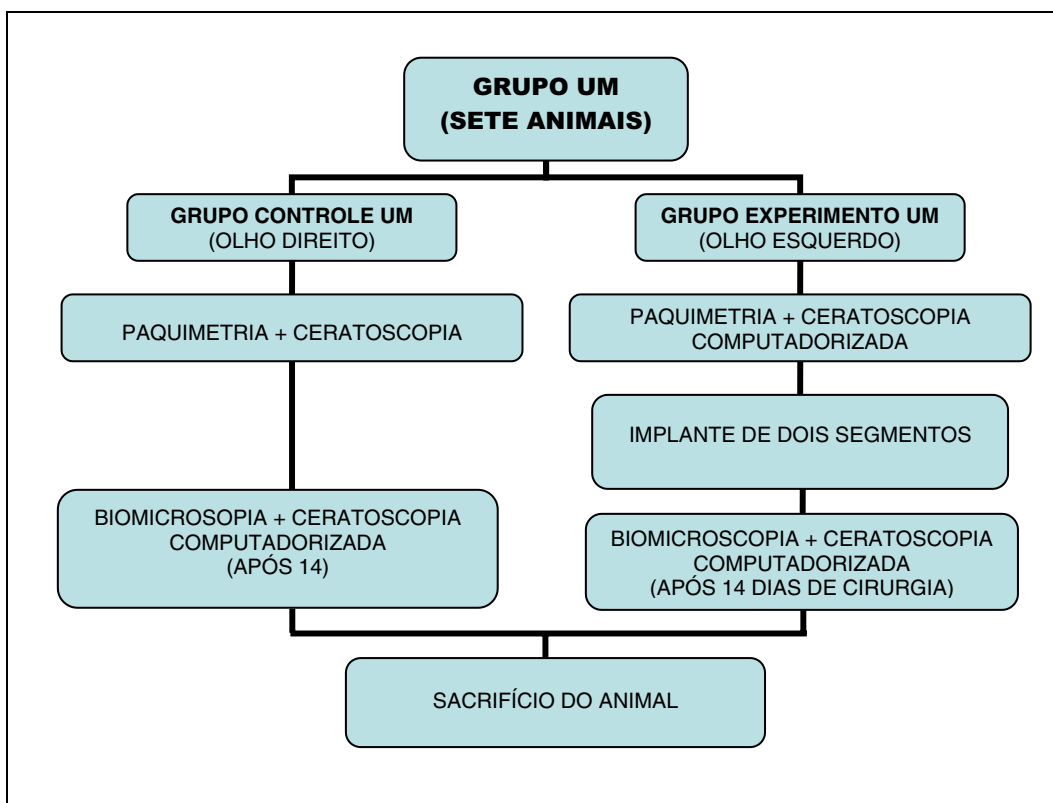 GRUPO UM
(SETE ANIMAIS)
GRUPO CONTROLE UM
(OLHO DIREITO)
GRUPO EXPERIMENTO UM
(OLHO ESQUERDO)
PAQUIMETRIA + CERATOSCOPIA
PAQUIMETRIA + CERATOSCOPIA
COMPUTADORIZADA
IMPLANTE DE DOIS SEGMENTOS
BIOMICROSOPIA + CERATOSCOPIA
COMPUTADORIZADA
(APÓS 14)
BIOMICROSCOPIA + CERATOSCOPIA
COMPUTADORIZADA
(APÓS 14 DIAS DE CIRURGIA)
SACRIFÍCIO DO ANIMAL